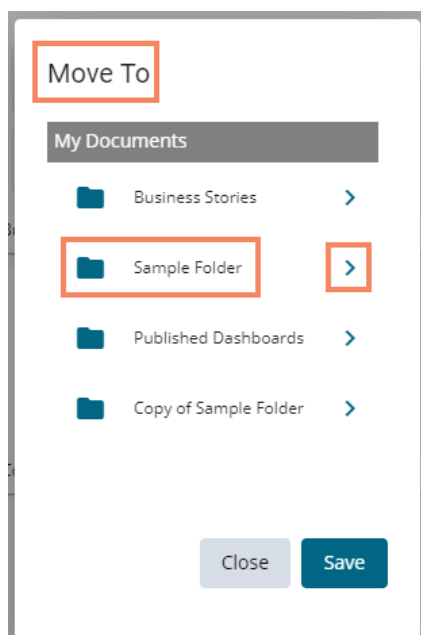 Move To
My Documents
Business Stories
Sample Folder
Published Dashboards
Copy of Sample Folder
Close Save